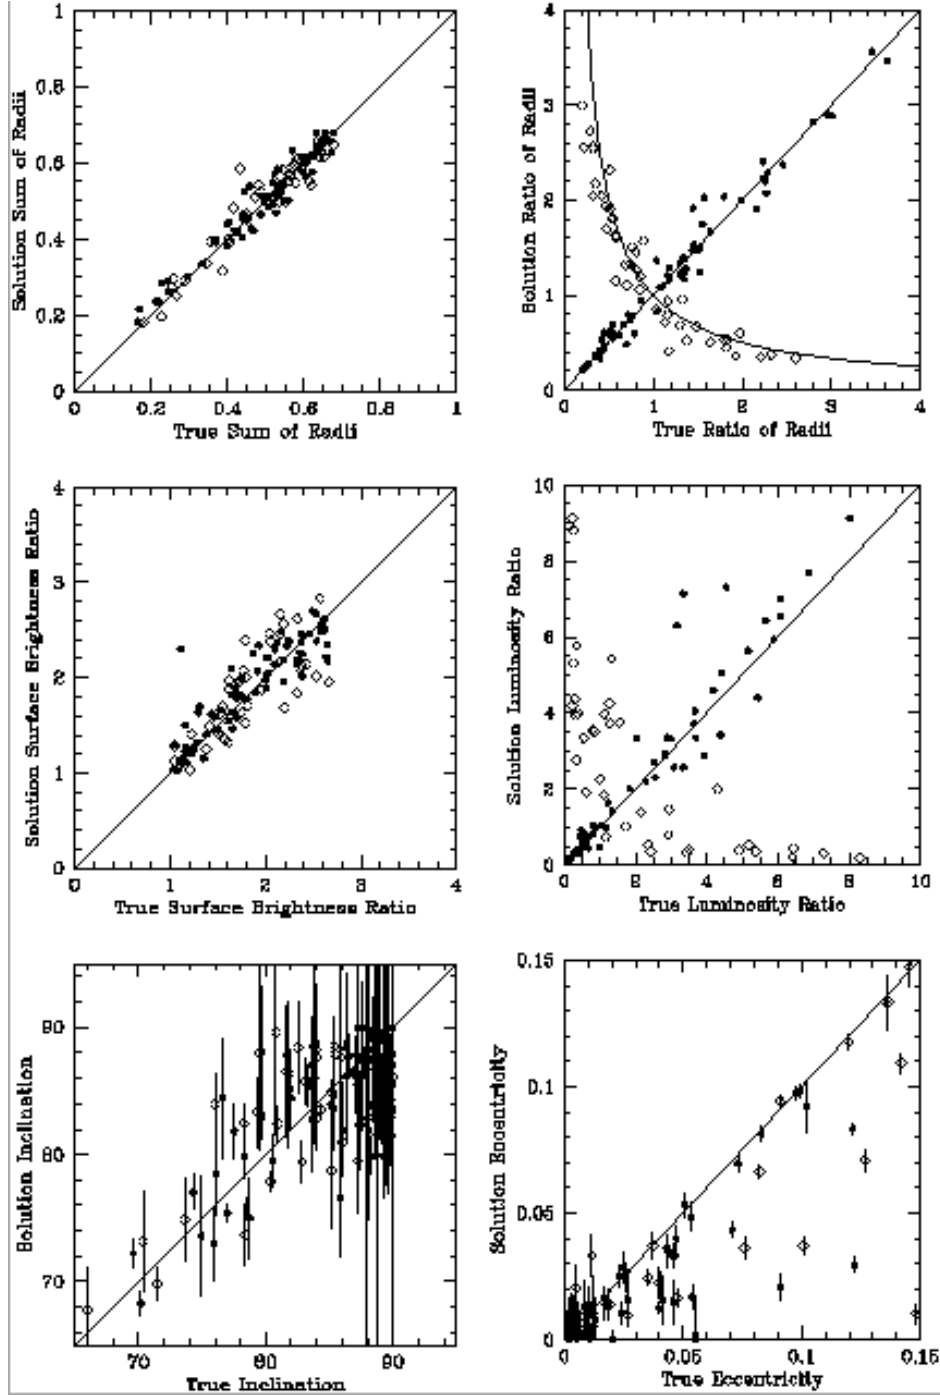 1
0.8
0.6
0.4
0.2
0
0 0.2 0.4 0.6 0.8 1
Solution Sum of Radii
True Sum of Radii
4
3
2
1
0
0 1 2 3 4
Solution Ratio of Radii
True Ratio of Radii
4
3
2
1
0
0 1 2 3 4
Solution Surface Brightness Ratio
True Surface Brightness Ratio
10
8
6
4
2
0
0 2 4 6 8 10
Solution Luminosity Ratio
True Luminosity Ratio
90
80
70
70 80 90
Solution Inclination
True Inclination
0.15
0.1
0.05
0
0 0.05 0.1 0.15
Solution Eccentricity
True Eccentricity